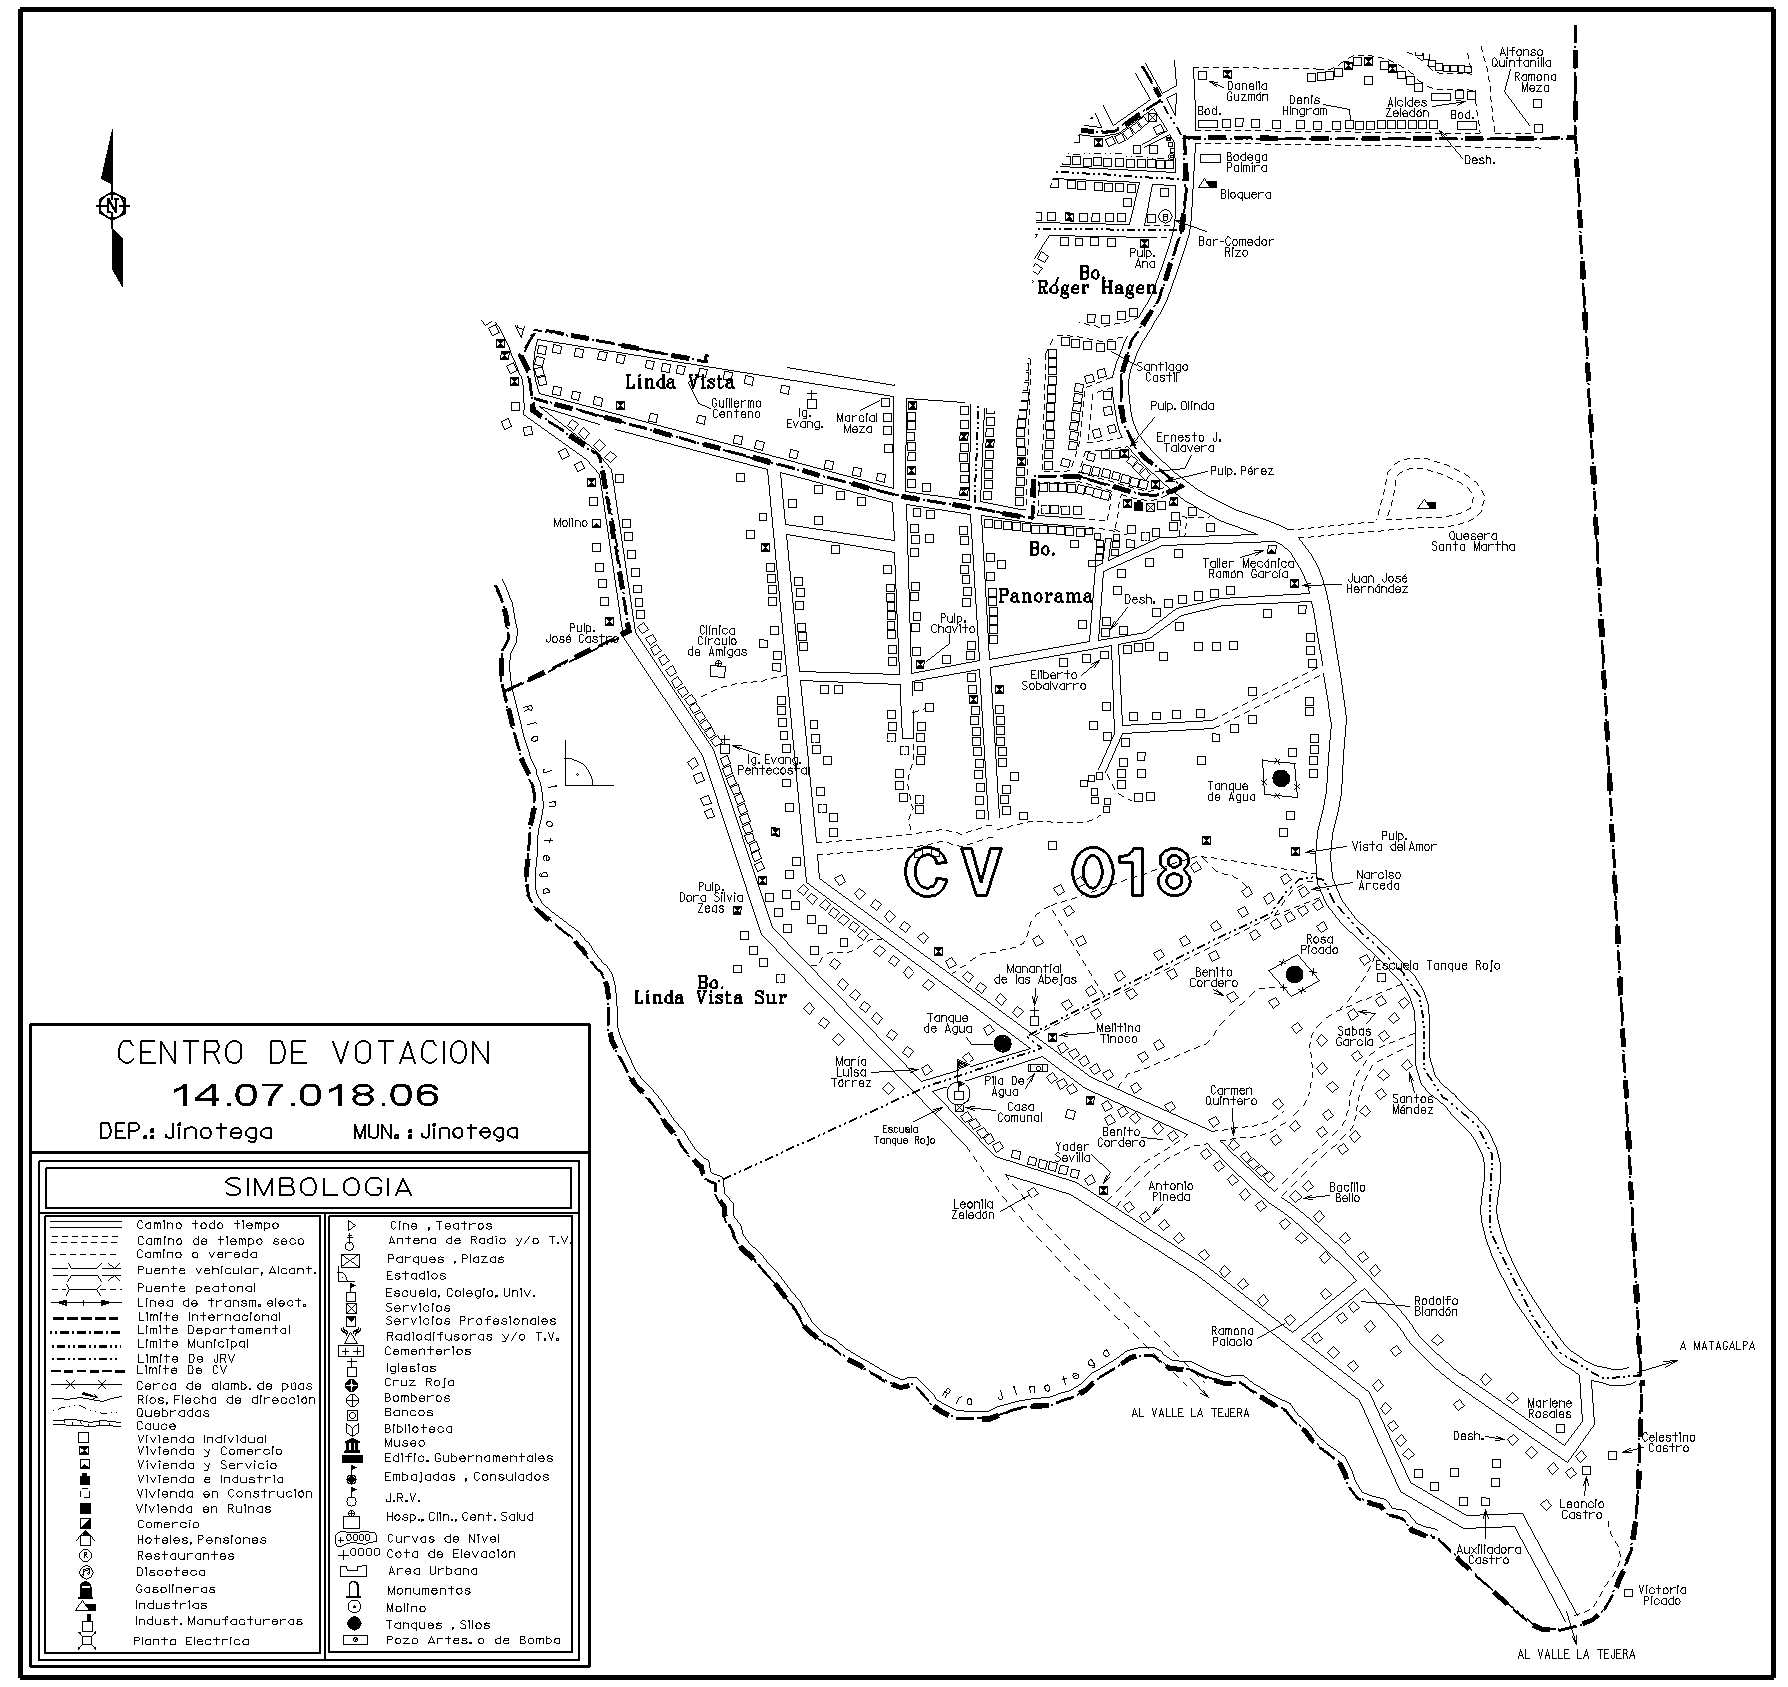 Alfonso
Quintanilla
Ramona
Meza
Danelia
Guzmán
Denis
Hingram
Alcides
Zeledón
Bod.
Bod.
Desh.
Bodega
Palmira
Bloquera
Bar-Comedor
Rizo
Pulp.
Ana
Bo.
Roger Hagen
Santiago
Castil
Linda Vista
Guillermo
Centeno
Ig.
Evang.
Marcial
Meza
Pulp. Olinda
Ernesto J.
Talavera
Pulp. Pérez
Molino
Quesera
Santa Martha
Bo.
Panorama
Taller Mecánica
Ramón García
Juan José
Hernández
Desh.
Pulp.
José Castro
Clínica
Círculo
de Amigas
Pulp.
Chavito
Eliberto
Sobalvarro
Río Jinotega
Ig. Evang.
Pentecostal
Tanque
de Agua
Pulp.
Vista del Amor
CV 018
Narciso
Arceda
Pulp.
Dora Silvia
Zeas
Rosa
Picado
Bo.
Linda Vista Sur
Manantial
de las Abejas
Benito
Cordero
Escuela Tanque Rojo
Tanque
de Agua
Melitina
Tinoco
Sabas
García
María
Luisa
Tórrez
Pila De
Agua
Casa
Comunal
Escuela
Tanque Rojo
Carmen
Quintero
Santos
Méndez
Benito
Cordero
Yader
Sevilla
Antonio
Pineda
Bacilio
Bello
Leonila
Zeledón
Rodolfo
Blandón
Ramona
Palacio
A MATAGALPA
Río Jinotega
AL VALLE LA TEJERA
Marlene
Rosales
Desh.
Celestino
Castro
Leoncio
Castro
Auxiliadora
Castro
Victoria
Picado
AL VALLE LA TEJERA
N
CENTRO DE VOTACION
14.07.018.06
DEP.: Jinotega MUN.: Jinotega
SIMBOLOGIA
Camino todo tiempo
Camino de tiempo seco
Camino o vereda
Puente vehicular, Alcant.
Puente peatonal
Línea de transm. elect.
Limite Internacional
Limite Departamental
Limite Municipal
Limite De JRV
Limite De CV
Cerca de alamb. de púas
Ríos, Flecha de dirección
Quebradas
Cauce
Vivienda Individual
Vivienda y Comercio
Vivienda y Servicio
Vivienda e Industria
Vivienda en Construción
Vivienda en Ruinas
Comercio
Hoteles, Pensiones
Restaurantes
Discoteca
Gasolineras
Industrias
Indust. Manufactureras
Planta Electrica
Cine , Teatros
Antena de Radio y/o T.V.
Parques , Plazas
Estadios
Escuela, Colegio, Univ.
Servicios
Servicios Profesionales
Radiodifusoras y/o T.V.
Cementerios
Iglesias
Cruz Roja
Bomberos
Bancos
Biblioteca
Museo
Edific. Gubernamentales
Embajadas , Consulados
J.R.V.
Hosp., Clin., Cent. Salud
Curvas de Nivel
Cota de Elevación
Area Urbana
Monumentos
Molino
Tanques , Silos
Pozo Artes. o de Bomba